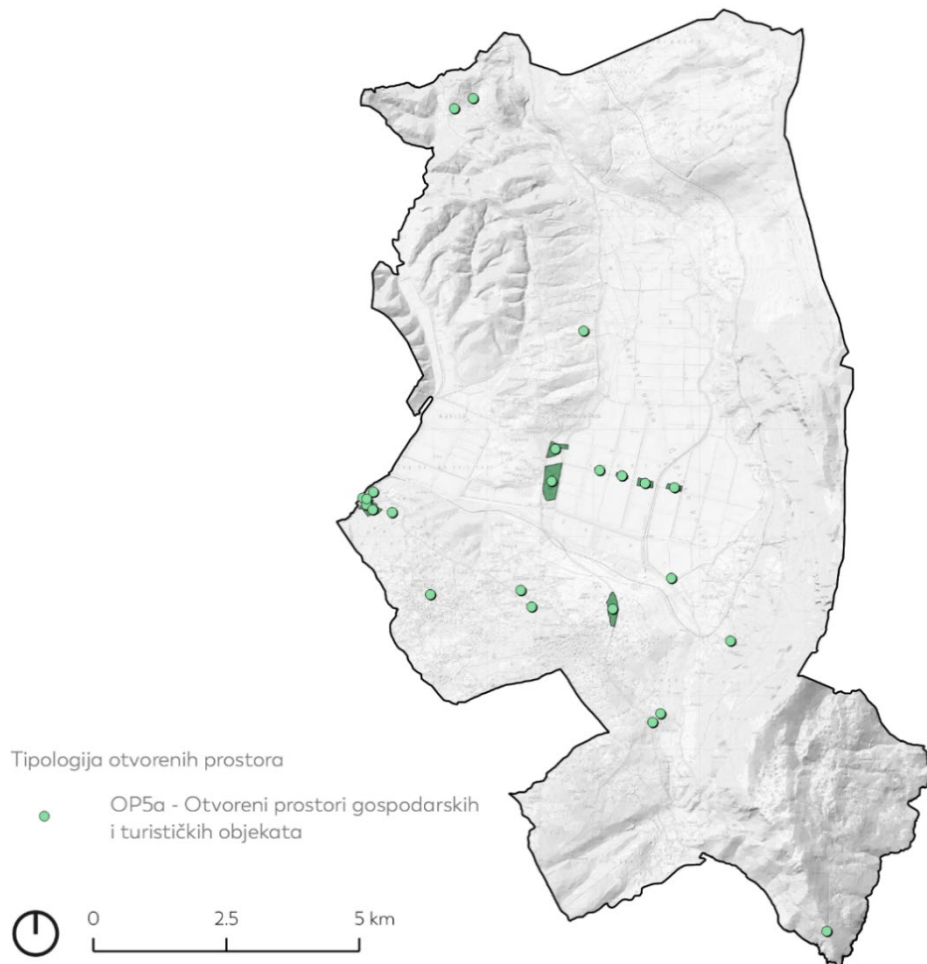 Tipologija otvorenih prostora
OP5a - Otvoreni prostori gospodarskih
i turističkih objekata
0 2.5 5 km